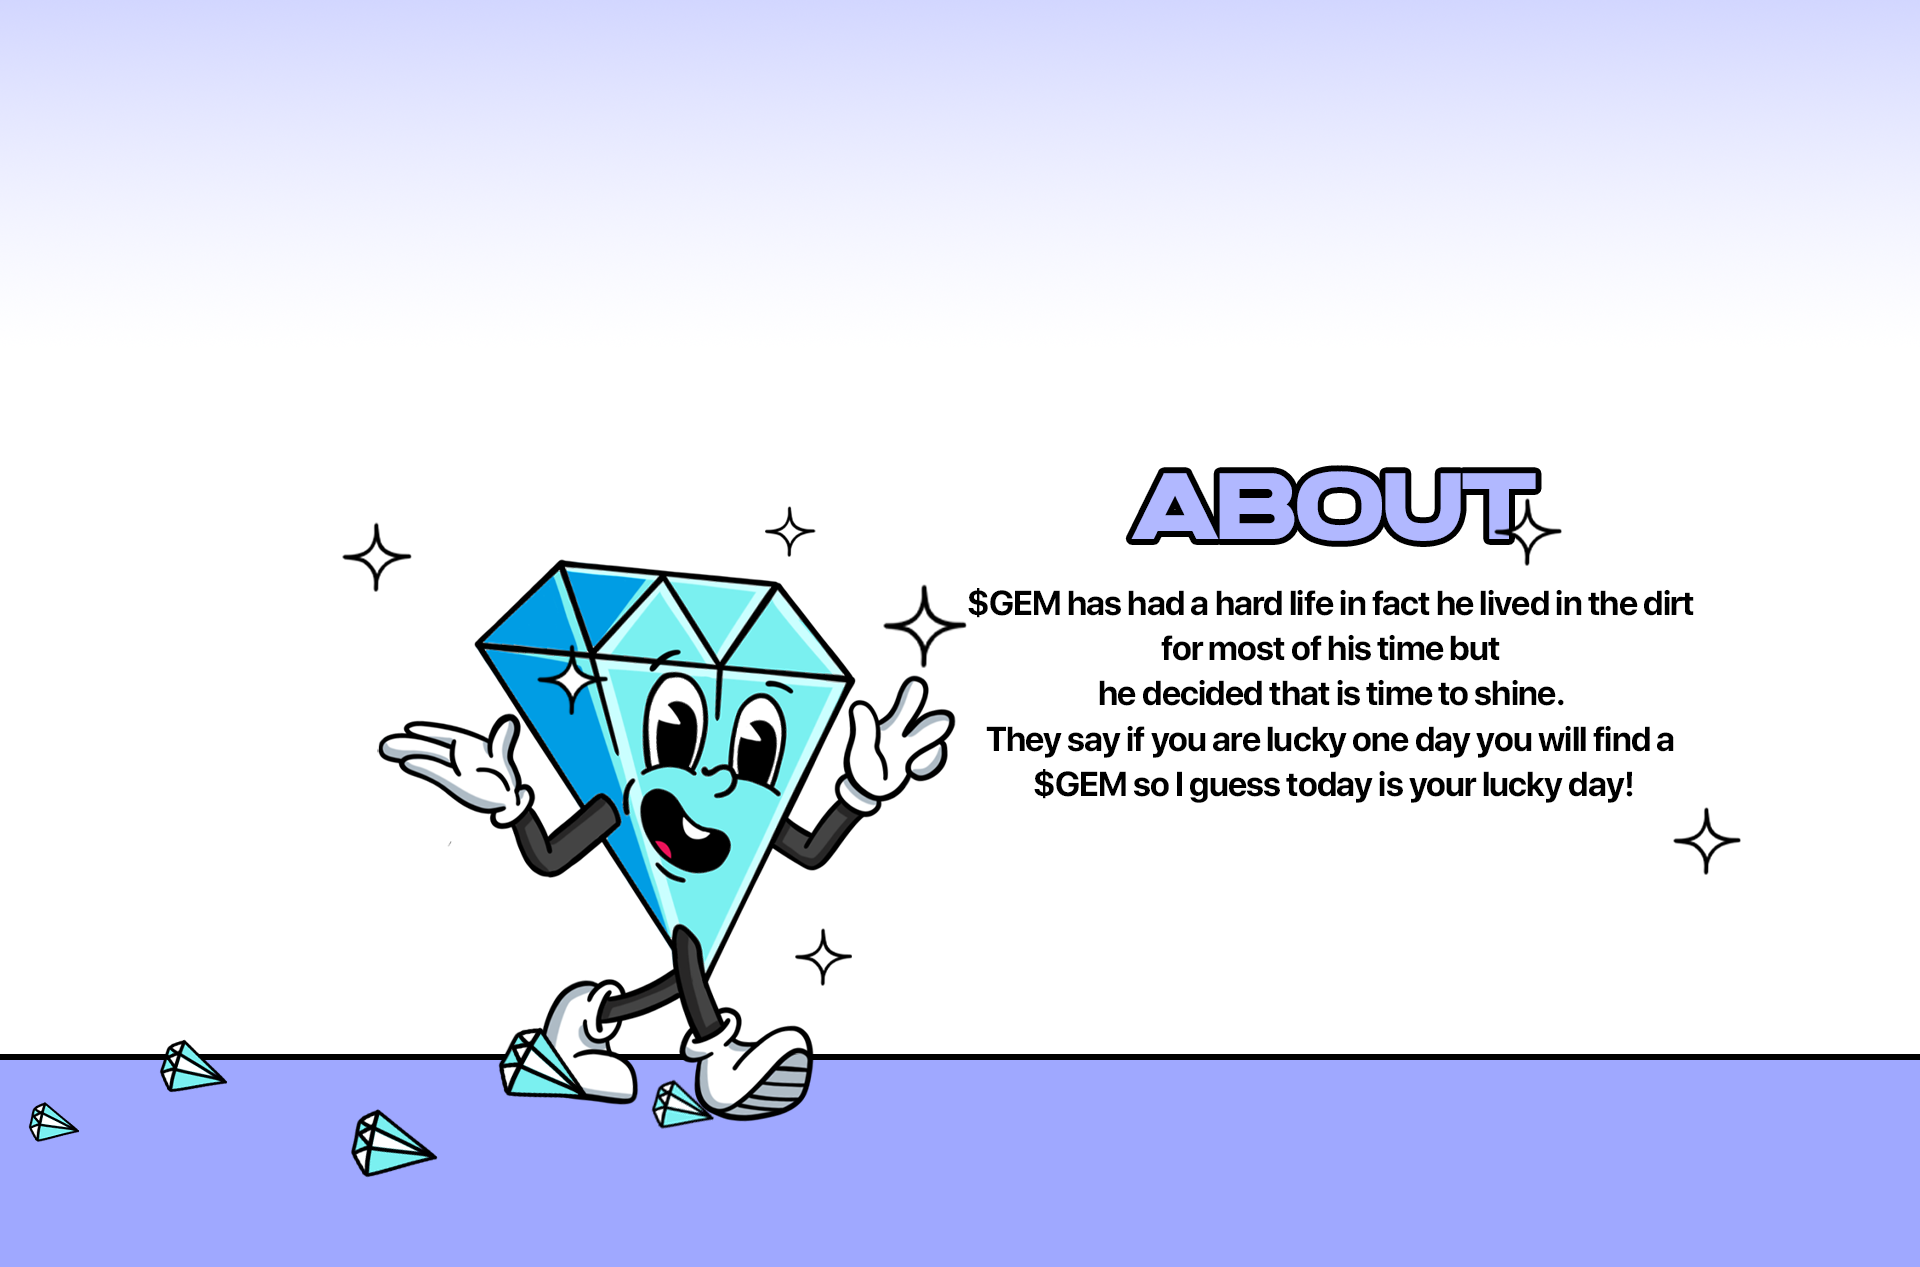 ABOUT
$GEM has had a hard life in fact he lived in the dirt
for most of his time but
he decided that is time to shine.
They say if you are lucky one day you will find a
$GEM so I guess today is your lucky day!